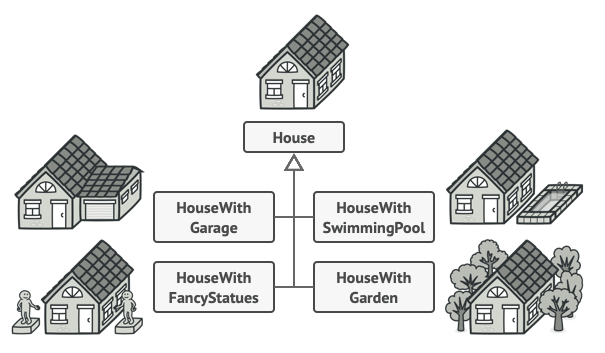 House
HouseWith
Garage
HouseWith
SwimmingPool
HouseWith
FancyStatues
HouseWith
Garden